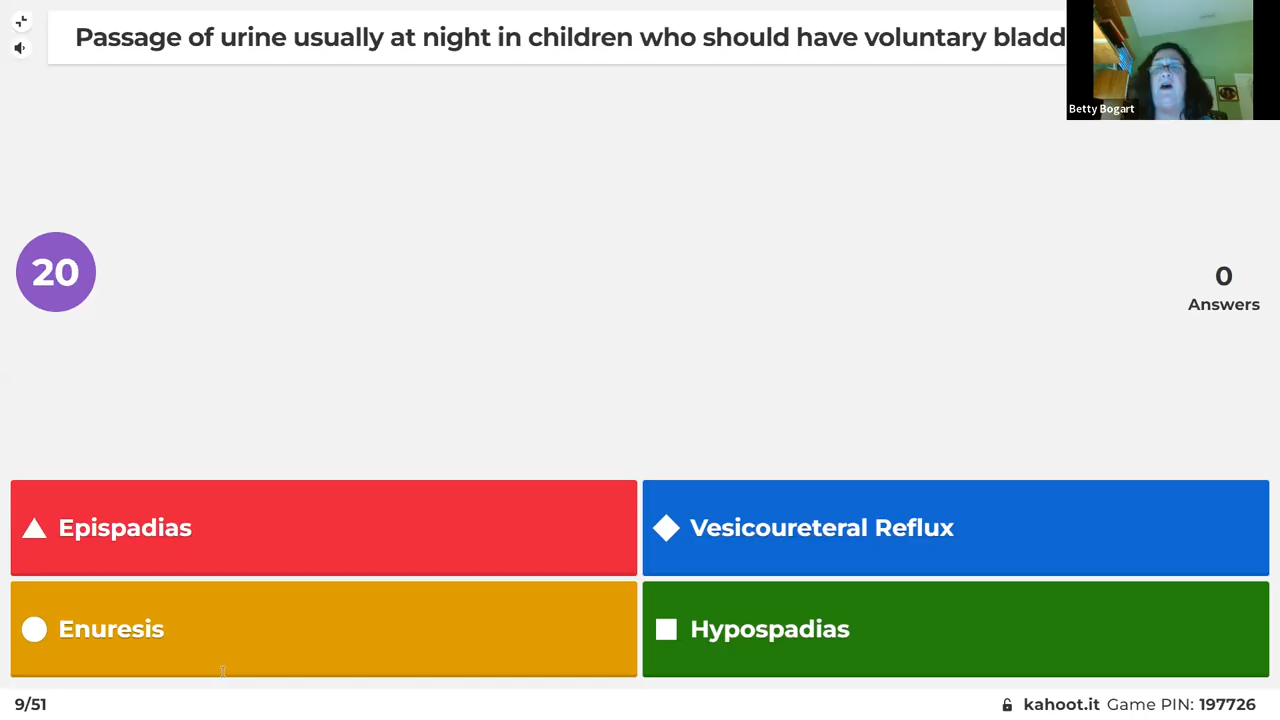 Passage of urine usually at night in children who should have voluntary bladd
Betty Bogart
20
0
Answers
Epispadias
Vesicoureteral Reflux
Enuresis
Hypospadias
9/51
kahoot.it Game PIN: 197726